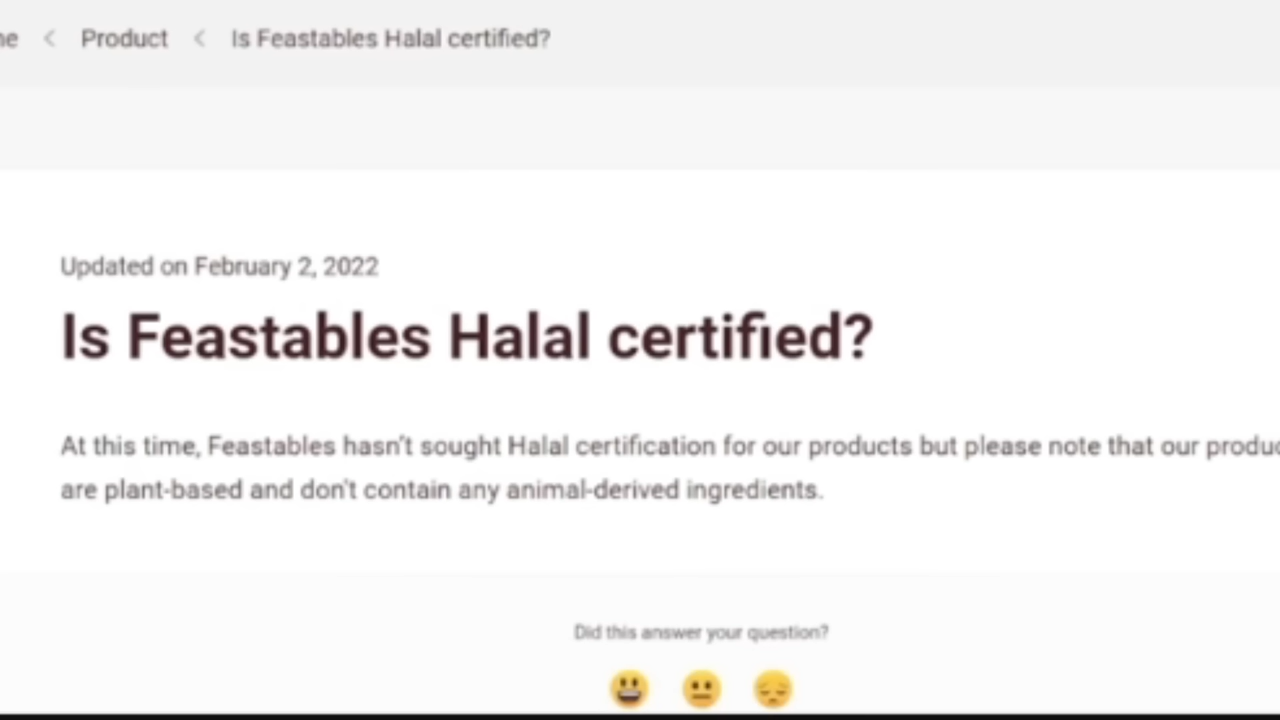 ne < Product < Is Feastables Halal certified?
Updated on February 2, 2022
Is Feastables Halal certified?
At this time, Feastables hasn't sought Halal certification for our products but please note that our produc
are plant-based and don't contain any animal-derived ingredients.
Did this answer your question?